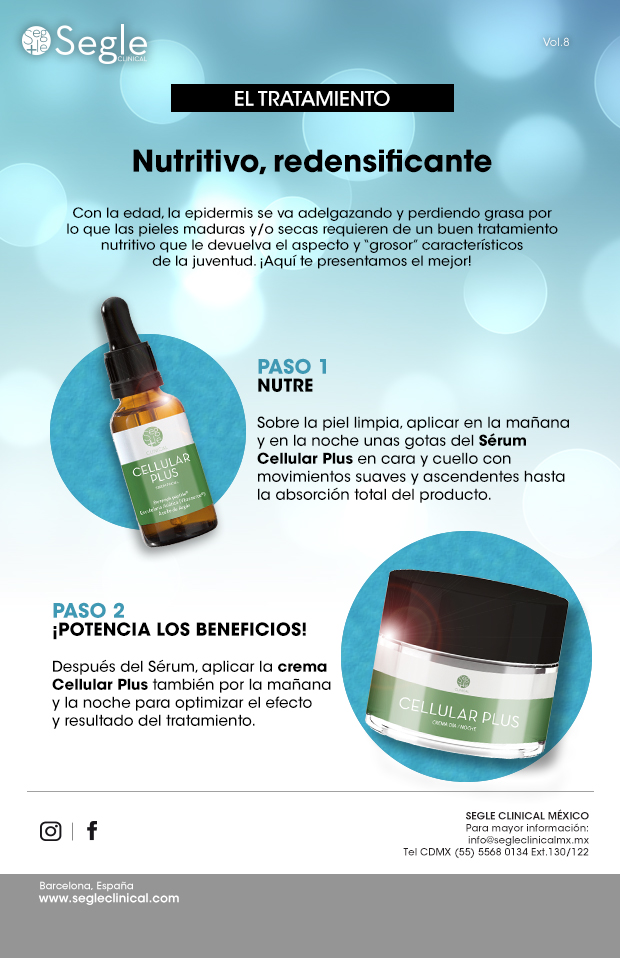 Segle
CLINICAL
Vol.8
EL TRATAMIENTO
Nutritivo, redensificante
Con la edad, la epidermis se va adelgazando y perdiendo grasa por
lo que las pieles maduras y/o secas requieren de un buen tratamiento
nutritivo que le devuelva el aspecto y “grosor” característicos
de la juventud. ¡Aquí te presentamos el mejor!
PASO 1
NUTRE
Sobre la piel limpia, aplicar en la mañana
y en la noche unas gotas del Sérum
Cellular Plus en cara y cuello con
movimientos suaves y ascendentes hasta
la absorción total del producto.
CELLULAR
PLUS
PASO 2
¡POTENCIA LOS BENEFICIOS!
Después del Sérum, aplicar la crema
Cellular Plus también por la mañana
y la noche para optimizar el efecto
y resultado del tratamiento.
CELLULAR PLUS
CREMA DÍA / NOCHE
SEGLE CLINICAL MÉXICO
Para mayor información:
info@segleclinicalmx.mx
Tel CDMX (55) 5568 0134 Ext.130/122
Barcelona, España
www.segleclinical.com